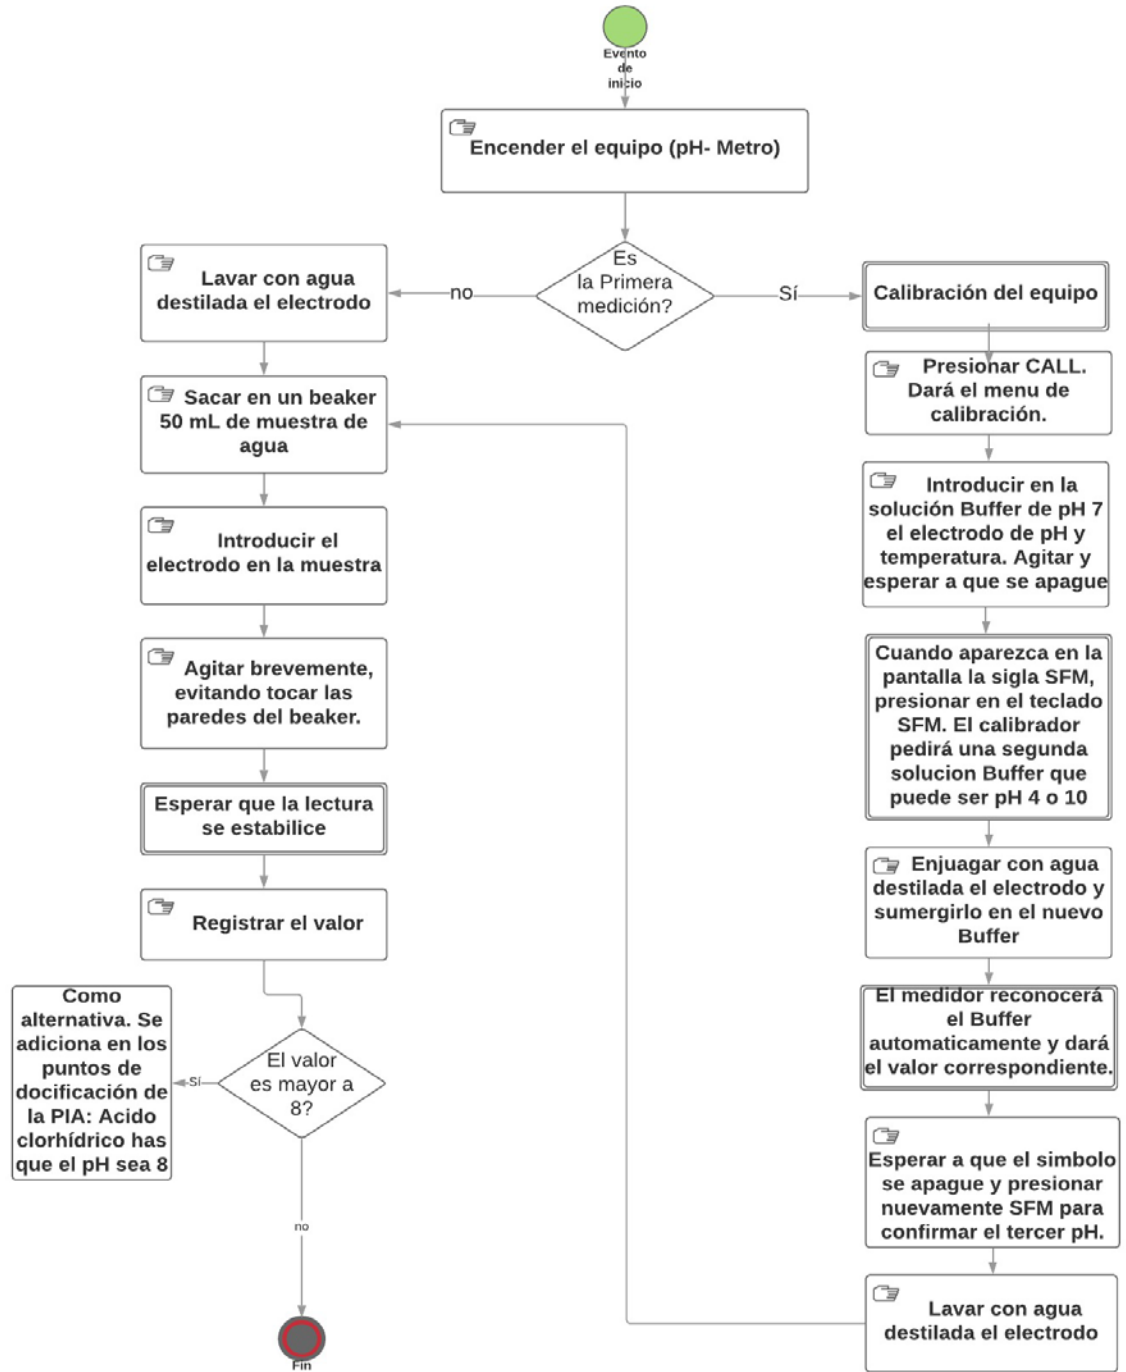 Evento
de
inicio
Encender el equipo (pH- Metro)
Es
la Primera
medición?
no
Sí
Lavar con agua
destilada el electrodo
Sacar en un beaker
50 mL de muestra de
agua
Introducir el
electrodo en la muestra
Agitar brevemente,
evitando tocar las
paredes del beaker.
Esperar que la lectura
se estabilice
Registrar el valor
El valor
es mayor a
8?
Sí
Como
alternativa. Se
adiciona en los
puntos de
docificación de
la PIA: Acido
clorhídrico has
que el pH sea 8
no
Fin
Calibración del equipo
Presionar CALL.
Dará el menu de
calibración.
Introducir en la
solución Buffer de pH 7
el electrodo de pH y
temperatura. Agitar y
esperar a que se apague
Cuando aparezca en la
pantalla la sigla SFM,
presionar en el teclado
SFM. El calibrador
pedirá una segunda
solucion Buffer que
puede ser pH 4 o 10
Enjuagar con agua
destilada el electrodo y
sumergirlo en el nuevo
Buffer
El medidor reconocerá
el Buffer
automaticamente y dará
el valor correspondiente.
Esperar a que el simbolo
se apague y presionar
nuevamente SFM para
confirmar el tercer pH.
Lavar con agua
destilada el electrodo